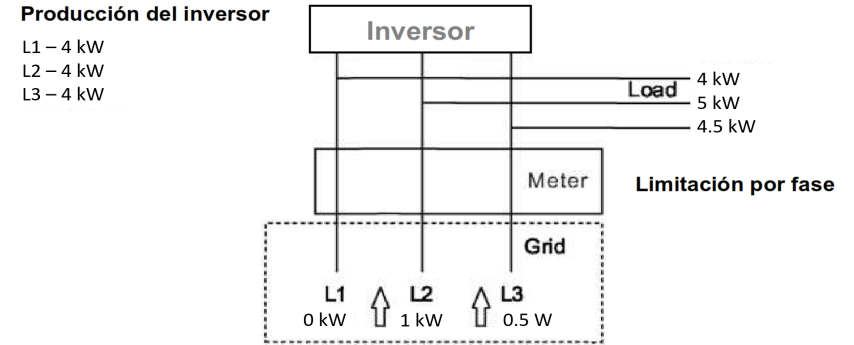 Producción del inversor
L1 – 4 kW
L2 – 4 kW
L3 – 4 kW
Inversor
Load
4 kW
5 kW
4.5 kW
Meter
Limitación por fase
Grid
L1 L2 L3
0 kW 1 kW 0.5 W